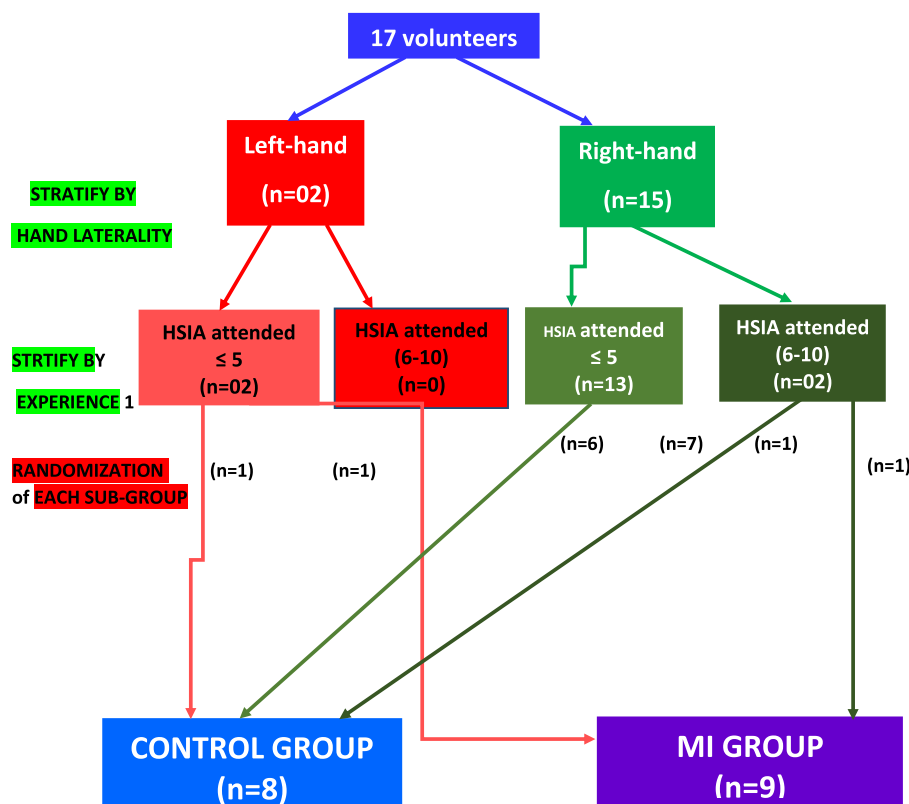 17 volunteers
Left-hand
(n=02)
Right-hand
(n=15)
STRATIFY BY
HAND LATERALITY
HSIA attended
≤ 5
(n=02)
HSIA attended
(6-10)
(n=0)
HSIA attended
≤ 5
(n=13)
HSIA attended
(6-10)
(n=02)
STRTIFY BY
EXPERIENCE 1
(n=6)
(n=7)
(n=1)
(n=1)
RANDOMIZATION
of EACH SUB-GROUP
(n=1)
(n=1)
CONTROL GROUP
(n=8)
MI GROUP
(n=9)